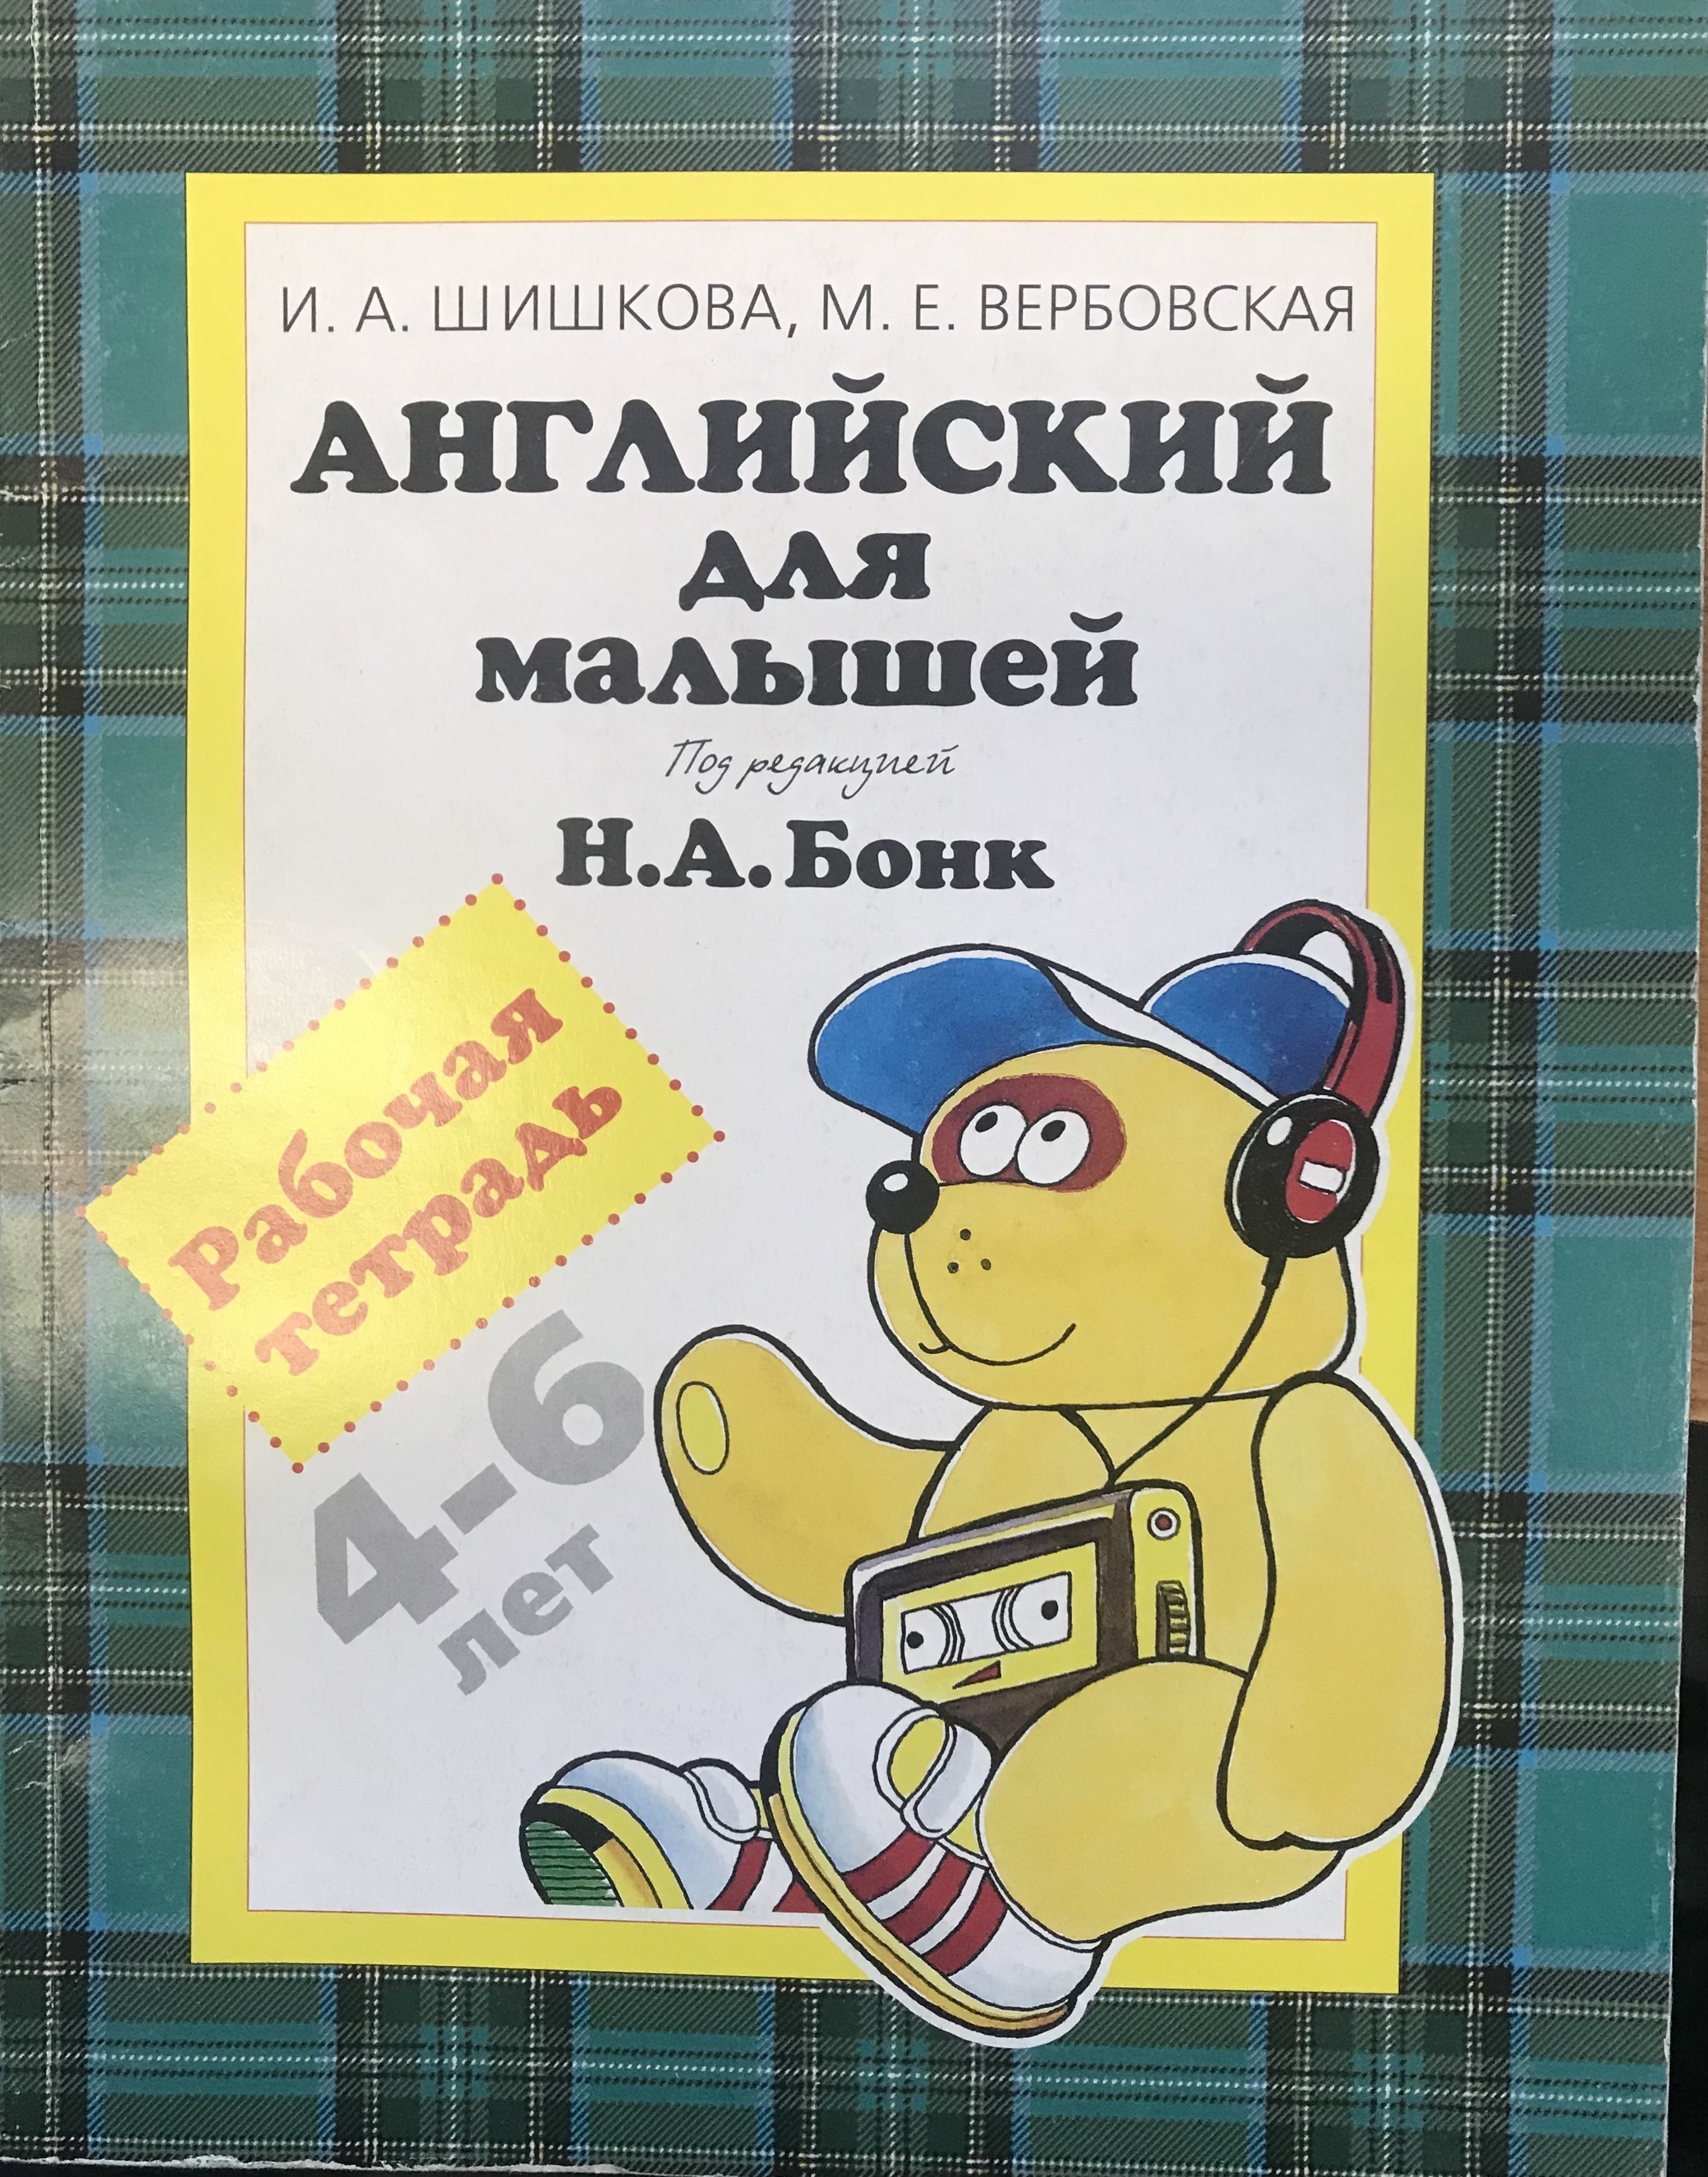 И. А. ШИШКОВА, М. Е. ВЕРБОВСКАЯ
АНГЛИЙСКИЙ
для
малышей
Под редакцией
Н.А.Бонк
Рабочая
тетрадь
4-6
лет